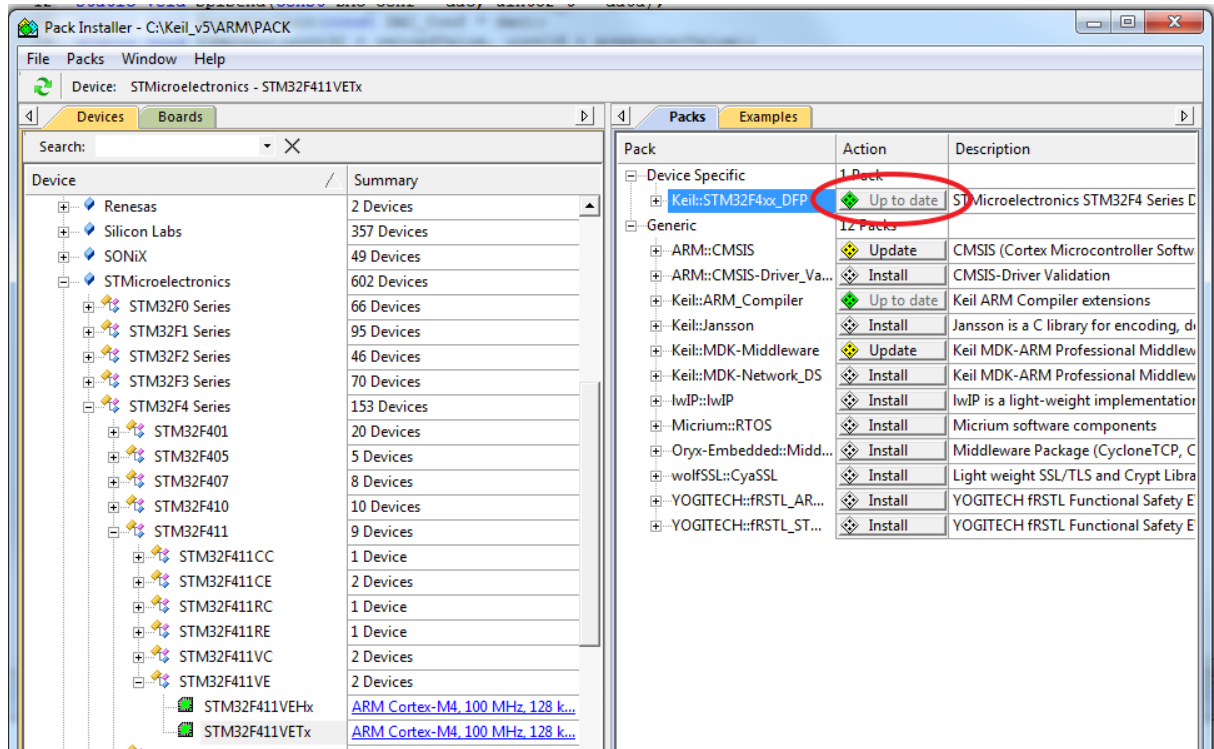 Pack Installer - C:\Keil_v5\ARM\PACK
File Packs Window Help
Device: STMicroelectronics - STM32F411VETx
Devices Boards
Search:
Device Summary
Renesas 2 Devices
Silicon Labs 357 Devices
SONiX 49 Devices
STMicroelectronics 602 Devices
STM32F0 Series 66 Devices
STM32F1 Series 95 Devices
STM32F2 Series 46 Devices
STM32F3 Series 70 Devices
STM32F4 Series 153 Devices
STM32F401 20 Devices
STM32F405 5 Devices
STM32F407 8 Devices
STM32F410 10 Devices
STM32F411 9 Devices
STM32F411CC 1 Device
STM32F411CE 2 Devices
STM32F411RC 1 Device
STM32F411RE 1 Device
STM32F411VC 2 Devices
STM32F411VE 2 Devices
STM32F411VEHx ARM Cortex-M4, 100 MHz, 128 k...
STM32F411VETx ARM Cortex-M4, 100 MHz, 128 k...
Packs Examples
Pack Action Description
Device Specific 1 Pack
Keil::STM32F4xx_DFP Up to date STMicroelectronics STM32F4 Series D
Generic 12 Packs
ARM::CMSIS Update CMSIS (Cortex Microcontroller Softw
ARM::CMSIS-Driver_Va... Install CMSIS-Driver Validation
Keil::ARM_Compiler Up to date Keil ARM Compiler extensions
Keil::Jansson Install Jansson is a C library for encoding, d
Keil::MDK-Middleware Update Keil MDK-ARM Professional Middlew
Keil::MDK-Network_DS Install Keil MDK-ARM Professional Middlew
lwIP::lwIP Install lwIP is a light-weight implementation
Micrium::RTOS Install Micrium software components
Oryx-Embedded::Midd... Install Middleware Package (CycloneTCP, C
wolfSSL::CyaSSL Install Light weight SSL/TLS and Crypt Libra
YOGITECH::fRSTL_AR... Install YOGITECH fRSTL Functional Safety E
YOGITECH::fRSTL_ST... Install YOGITECH fRSTL Functional Safety E